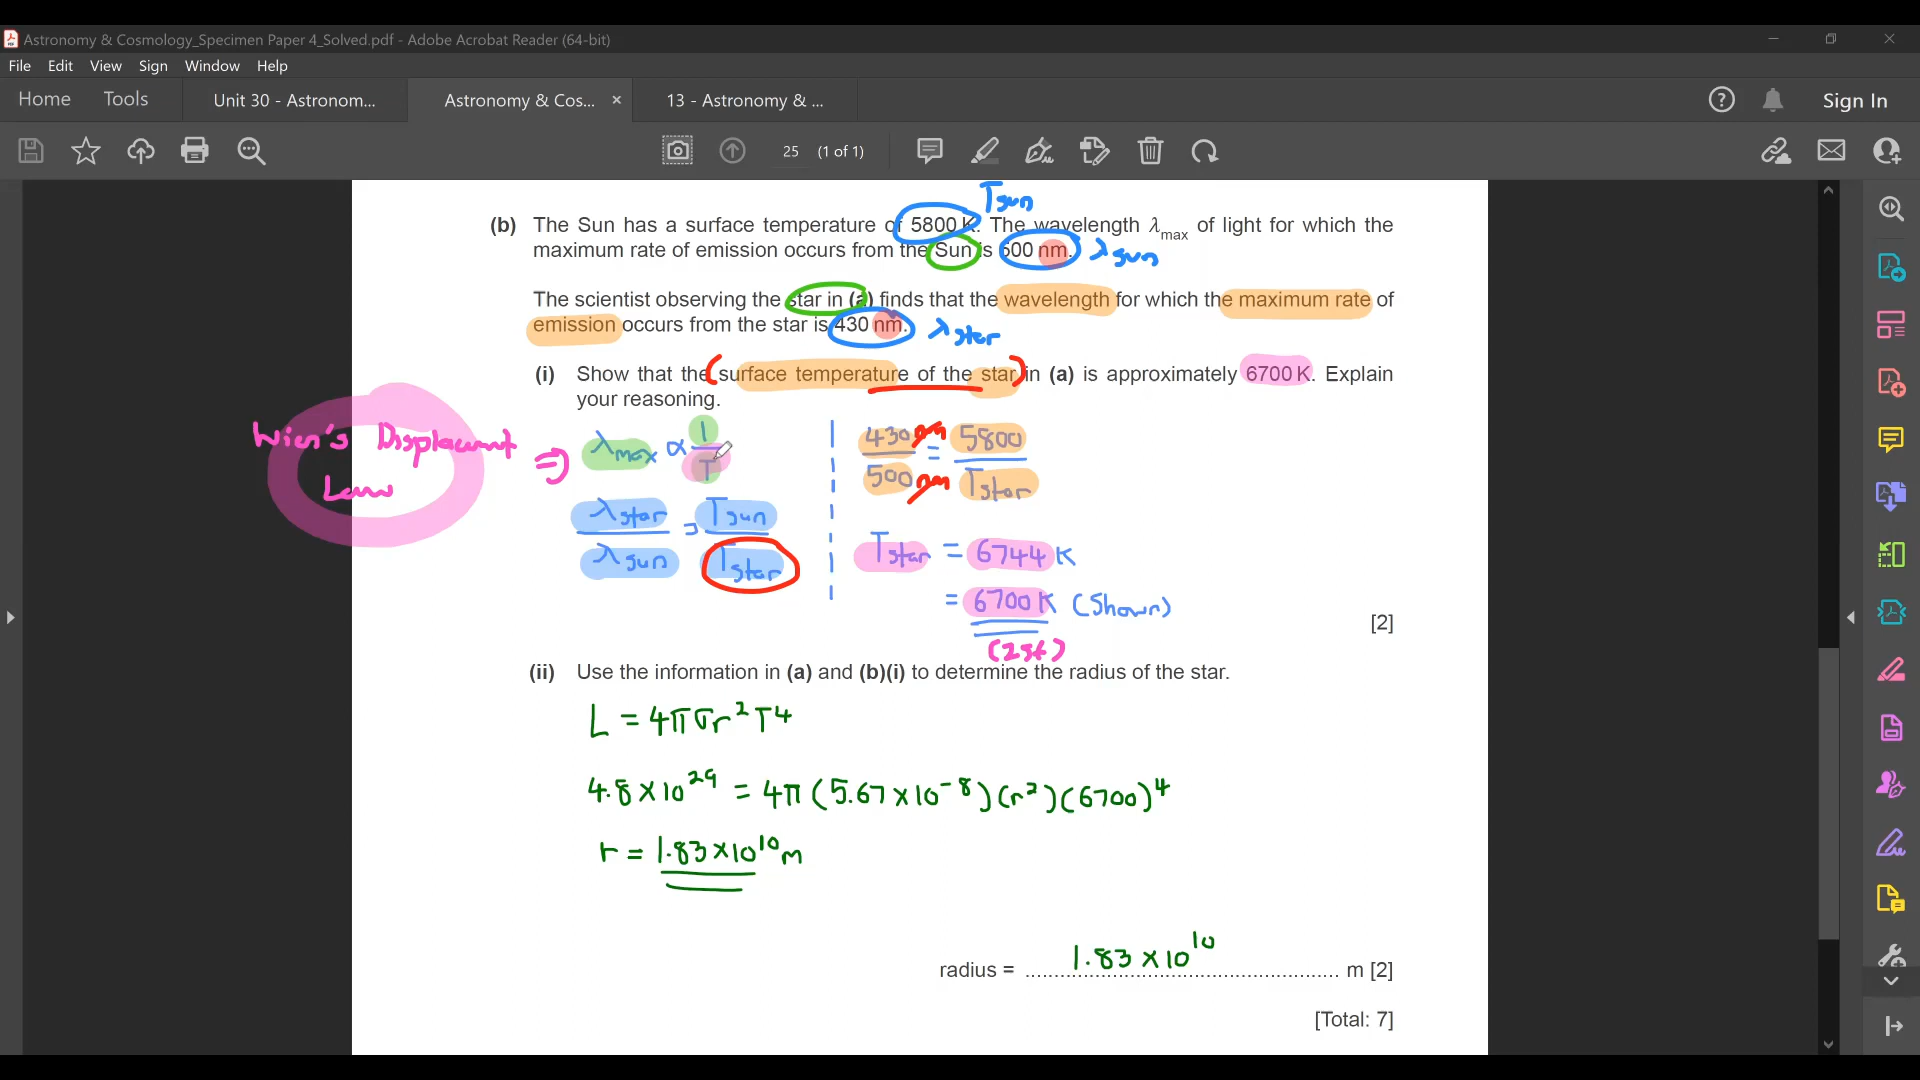 Astronomy & Cosmology_Specimen Paper 4_Solved.pdf - Adobe Acrobat Reader (64-bit)
File Edit View Sign Window Help
Home Tools Unit 30 - Astronom... Astronomy & Cos... × 13 - Astronomy & ... Sign In
25 (1 of 1)
Tsun
(b) The Sun has a surface temperature of 5800 K. The wavelength λmax of light for which the
maximum rate of emission occurs from the Sun is 500 nm. λsun
The scientist observing the star in (a) finds that the wavelength for which the maximum rate of
emission occurs from the star is 430 nm. λstar
(i) Show that the (surface temperature of the star) in (a) is approximately 6700 K. Explain
your reasoning.
Wien's Displacement
Law
⇒ λmax ∝ 1/T
λstar/λsun = Tsun/Tstar
430 nm/500 nm = 5800/Tstar
Tstar = 6744 K
= 6700 K (Shown)
(2sf)
[2]
(ii) Use the information in (a) and (b)(i) to determine the radius of the star.
L = 4πσr²T⁴
4.8 × 10²⁹ = 4π (5.67 × 10⁻⁸)(r²)(6700)⁴
r = 1.83 × 10¹⁰ m
radius = 1.83 × 10¹⁰ m [2]
[Total: 7]